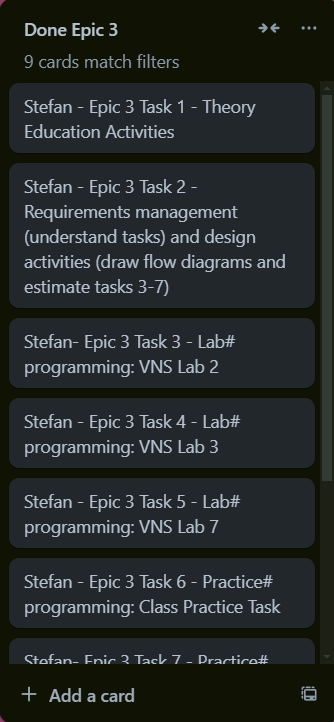 Done Epic 3
9 cards match filters
Stefan - Epic 3 Task 1 - Theory
Education Activities
Stefan - Epic 3 Task 2 -
Requirements management
(understand tasks) and design
activities (draw flow diagrams and
estimate tasks 3-7)
Stefan- Epic 3 Task 3 - Lab#
programming: VNS Lab 2
Stefan - Epic 3 Task 4 - Lab#
programming: VNS Lab 3
Stefan - Epic 3 Task 5 - Lab#
programming: VNS Lab 7
Stefan - Epic 3 Task 6 - Practice#
programming: Class Practice Task
Stefan- Epic 3 Task 7 - Practice#
Add a card